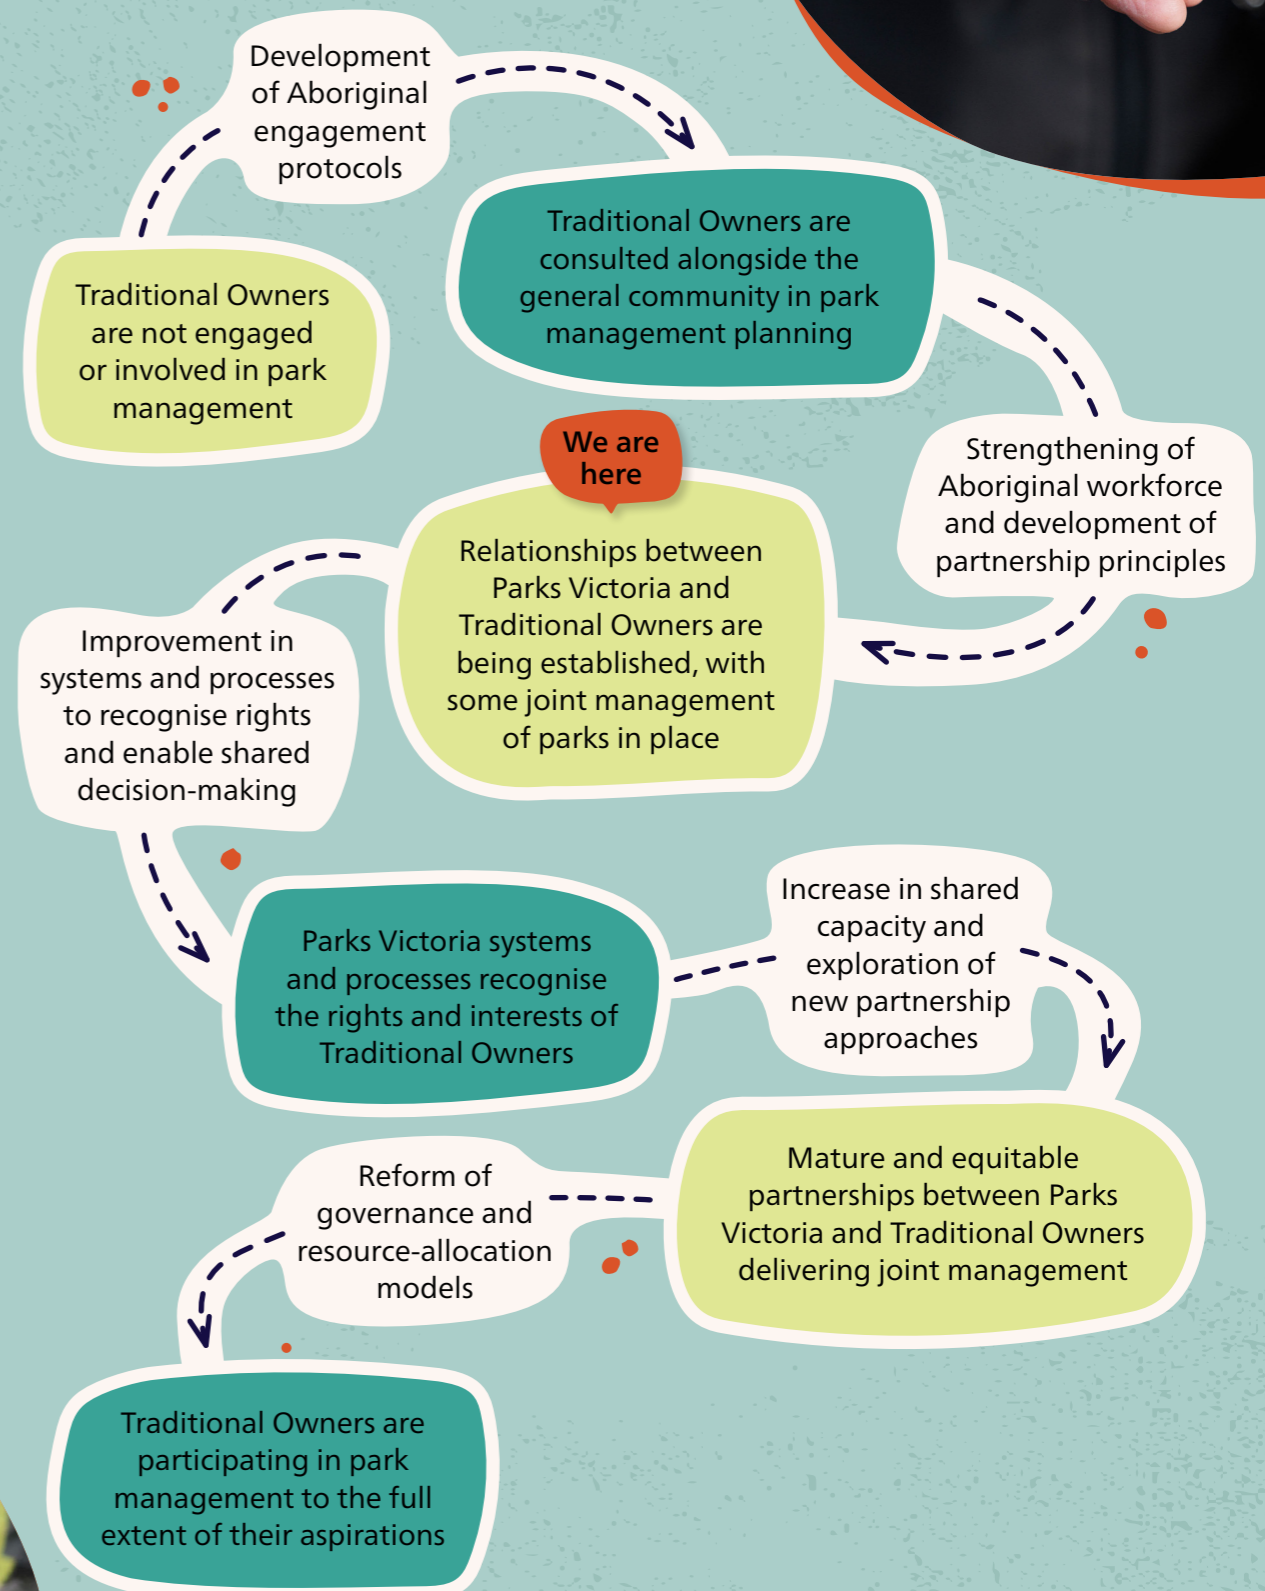 Traditional Owners
are not engaged
or involved in park
management
Development
of Aboriginal
engagement
protocols
Traditional Owners are
consulted alongside the
general community in park
management planning
Strengthening of
Aboriginal workforce
and development of
partnership principles
We are
here
Relationships between
Parks Victoria and
Traditional Owners are
being established, with
some joint management
of parks in place
Improvement in
systems and processes
to recognise rights
and enable shared
decision-making
Parks Victoria systems
and processes recognise
the rights and interests of
Traditional Owners
Increase in shared
capacity and
exploration of
new partnership
approaches
Mature and equitable
partnerships between Parks
Victoria and Traditional Owners
delivering joint management
Reform of
governance and
resource-allocation
models
Traditional Owners are
participating in park
management to the full
extent of their aspirations